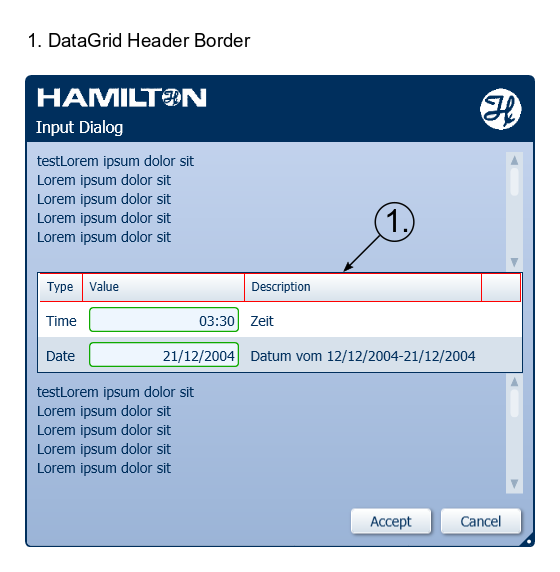 1. DataGrid Header Border
HAMILTON
Input Dialog
testLorem ipsum dolor sit
Lorem ipsum dolor sit
Lorem ipsum dolor sit
Lorem ipsum dolor sit
Lorem ipsum dolor sit
1.
Type Value Description
Time 03:30 Zeit
Date 21/12/2004 Datum vom 12/12/2004-21/12/2004
testLorem ipsum dolor sit
Lorem ipsum dolor sit
Lorem ipsum dolor sit
Lorem ipsum dolor sit
Lorem ipsum dolor sit
Accept Cancel